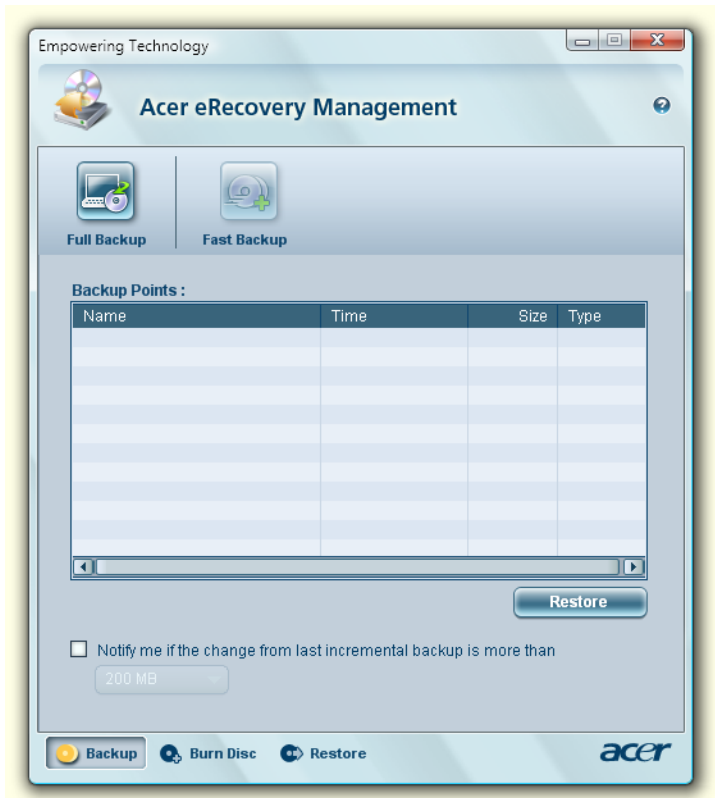 Empowering Technology
Acer eRecovery Management
Full Backup
Fast Backup
Backup Points :
Name Time Size Type
Restore
Notify me if the change from last incremental backup is more than
200 MB
Backup Burn Disc Restore acer